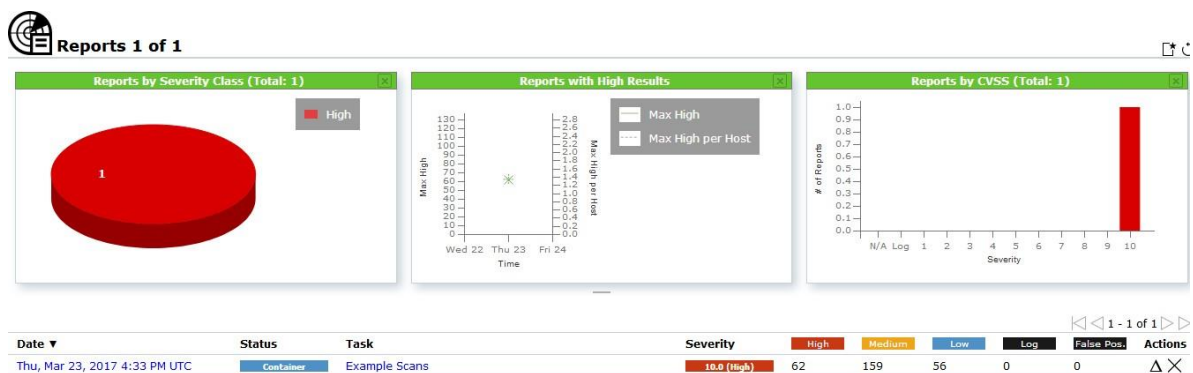 Reports 1 of 1
Reports by Severity Class (Total: 1)
High
1
Reports with High Results
Max High
Max High per Host
130
120
110
100
90
80
70
60
50
40
30
20
10
0
Max High
2.8
2.6
2.4
2.2
2.0
1.8
1.6
1.4
1.2
1.0
0.8
0.6
0.4
0.2
0.0
Max High per Host
Wed 22 Thu 23 Fri 24
Time
Reports by CVSS (Total: 1)
1.0
0.9
0.8
0.7
0.6
0.5
0.4
0.3
0.2
0.1
0.0
# of Reports
N/A Log 1 2 3 4 5 6 7 8 9 10
Severity
1 - 1 of 1
Date ▼ Status Task Severity High Medium Low Log False Pos. Actions
Thu, Mar 23, 2017 4:33 PM UTC Container Example Scans 10.0 (High) 62 159 56 0 0